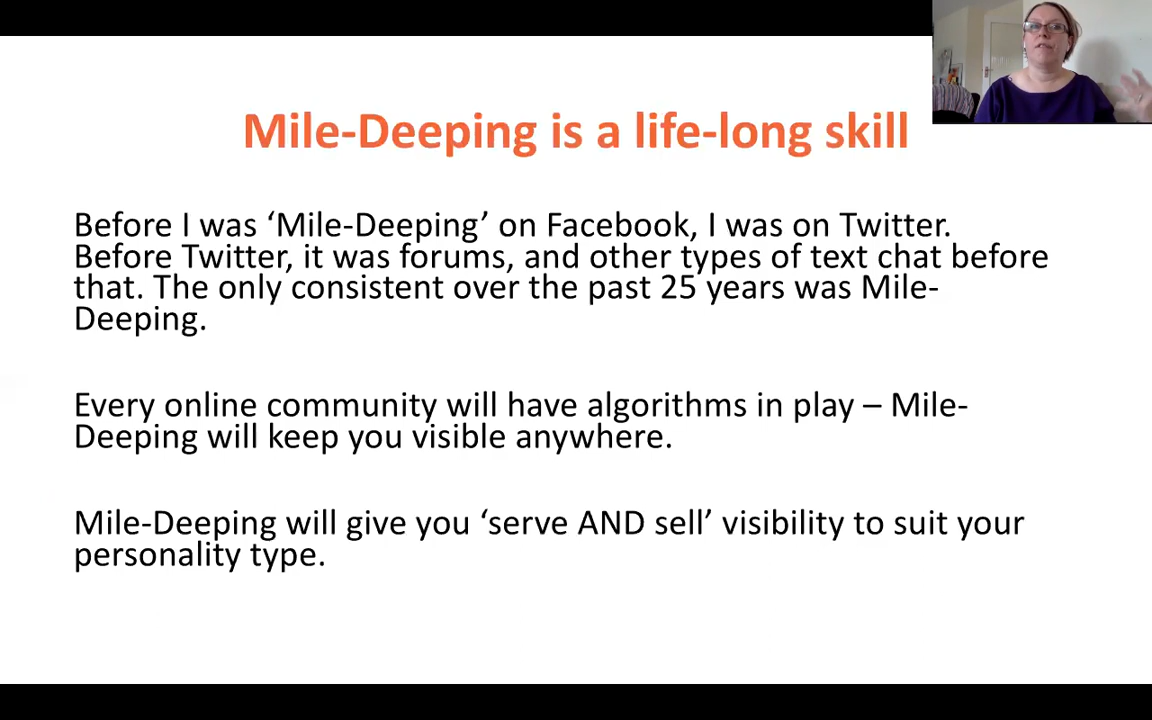 Mile-Deeping is a life-long skill
Before I was ‘Mile-Deeping’ on Facebook, I was on Twitter.
Before Twitter, it was forums, and other types of text chat before
that. The only consistent over the past 25 years was Mile-
Deeping.
Every online community will have algorithms in play – Mile-
Deeping will keep you visible anywhere.
Mile-Deeping will give you ‘serve AND sell’ visibility to suit your
personality type.